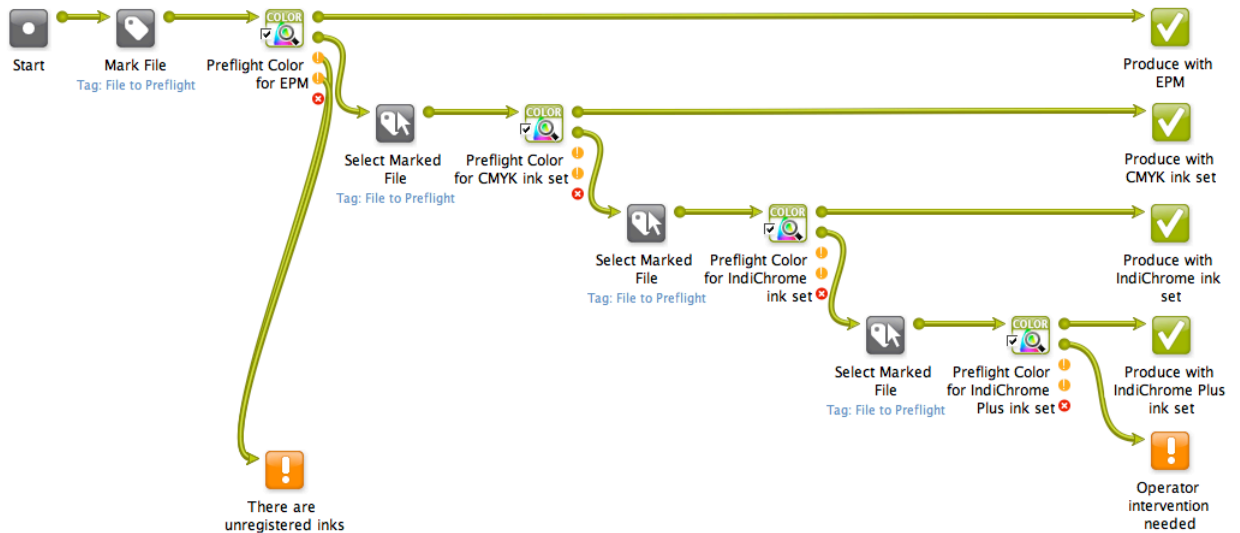 COLOR
Start
Mark File
Tag: File to Preflight
Preflight Color
for EPM
Produce with
EPM
COLOR
Select Marked
File
Tag: File to Preflight
Preflight Color
for CMYK ink set
Produce with
CMYK ink set
COLOR
Select Marked
File
Tag: File to Preflight
Preflight Color
for IndiChrome
ink set
Produce with
IndiChrome ink
set
COLOR
Select Marked
File
Tag: File to Preflight
Preflight Color
for IndiChrome
Plus ink set
Produce with
IndiChrome Plus
ink set
There are
unregistered inks
Operator
intervention
needed